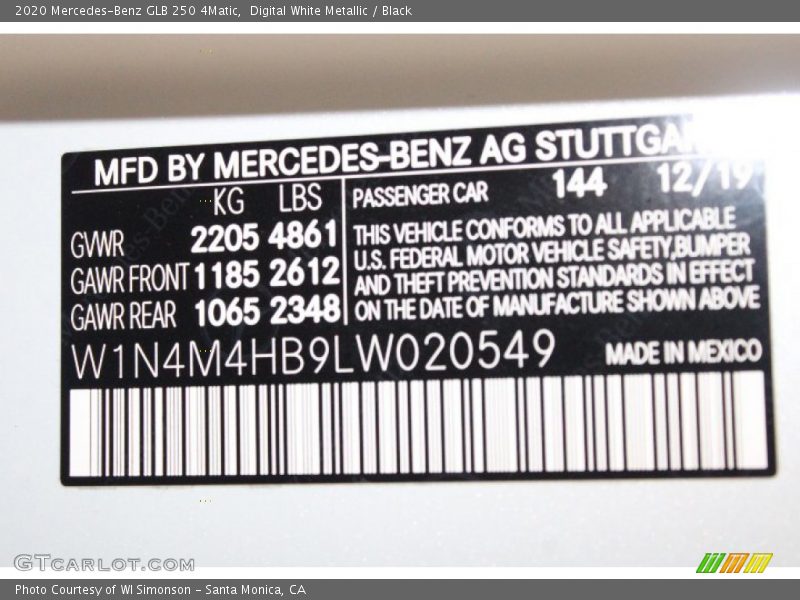 2020 Mercedes-Benz GLB 250 4Matic,  Digital White Metallic / Black
MFD BY MERCEDES-BENZ AG
KG LBS
GVWR 2205 4861
GAWR FRONT 1185 2612
GAWR REAR 1065 2348
PASSENGER CAR 144 12/19
THIS VEHICLE CONFORMS TO ALL APPLICABLE
U.S. FEDERAL MOTOR VEHICLE SAFETY,BUMPER
AND THEFT PREVENTION STANDARDS IN EFFECT
ON THE DATE OF MANUFACTURE SHOWN ABOVE
W1N4M4HB9LW020549 MADE IN MEXICO
GTCARLOT.COM
Photo Courtesy of WI Simonson - Santa Monica, CA